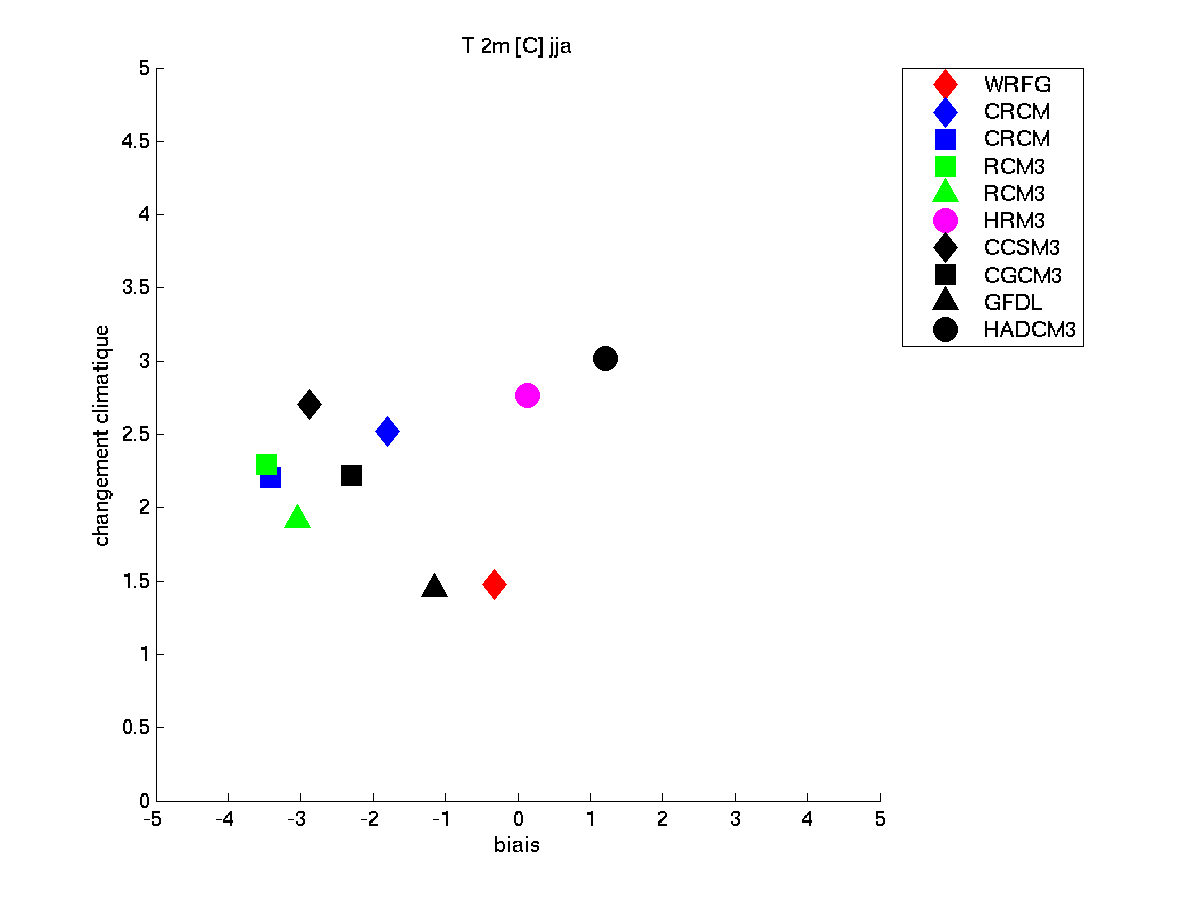 T 2m [C] jja
5
4.5
4
3.5
3
2.5
2
1.5
1
0.5
0
changement climatique
-5 -4 -3 -2 -1 0 1 2 3 4 5
biais
WRFG
CRCM
CRCM
RCM3
RCM3
HRM3
CCSM3
CGCM3
GFDL
HADCM3